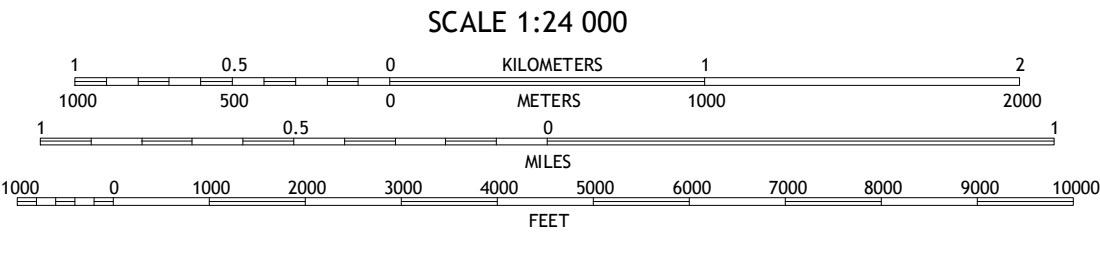 SCALE 1:24 000
1 0.5 0 KILOMETERS 1 2
1000 500 0 METERS 1000 2000
1 0.5 0 1
MILES
1000 0 1000 2000 3000 4000 5000 6000 7000 8000 9000 10000
FEET